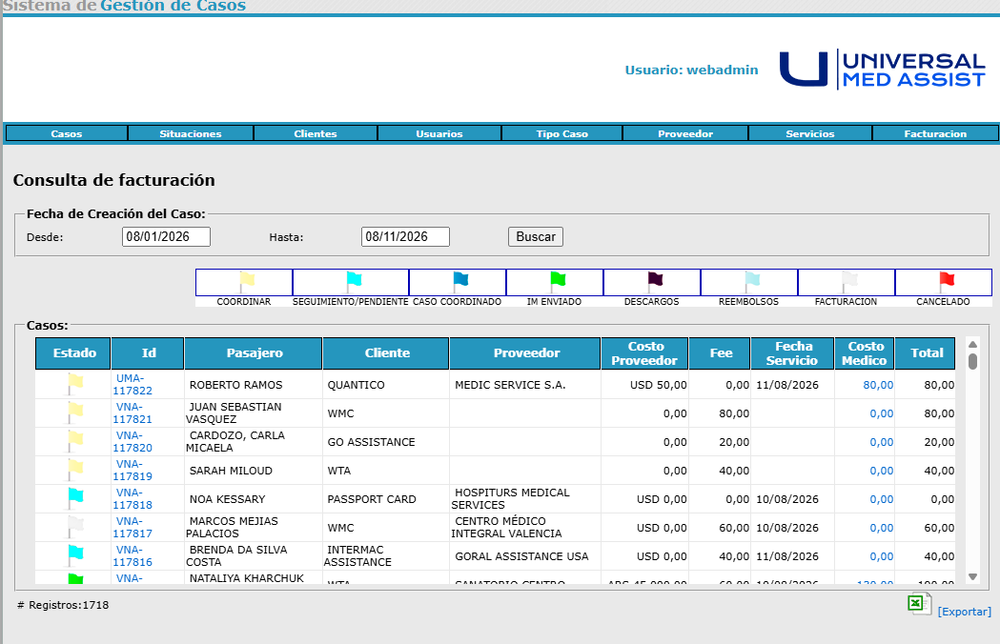 Sistema de Gestión de Casos
Usuario: webadmin
UNIVERSAL
MED ASSIST
Casos Situaciones Clientes Usuarios Tipo Caso Proveedor Servicios Facturacion
Consulta de facturación
Fecha de Creación del Caso:
Desde: 08/01/2026 Hasta: 08/11/2026 Buscar
COORDINAR SEGUIMIENTO/PENDIENTE CASO COORDINADO IM ENVIADO DESCARGOS REEMBOLSOS FACTURACION CANCELADO
Casos:
Estado Id Pasajero Cliente Proveedor Costo Proveedor Fee Fecha Servicio Costo Medico Total
UMA-117822 ROBERTO RAMOS QUANTICO MEDIC SERVICE S.A. USD 50,00 0,00 11/08/2026 80,00 80,00
VNA-117821 JUAN SEBASTIAN VASQUEZ WMC 0,00 80,00 0,00 80,00
VNA-117820 CARDOZO, CARLA MICAELA GO ASSISTANCE 0,00 20,00 0,00 20,00
VNA-117819 SARAH MILOUD WTA 0,00 40,00 0,00 40,00
VNA-117818 NOA KESSARY PASSPORT CARD HOSPITURS MEDICAL SERVICES USD 0,00 0,00 10/08/2026 0,00 0,00
VNA-117817 MARCOS MEJIAS PALACIOS WMC CENTRO MÉDICO INTEGRAL VALENCIA USD 0,00 60,00 10/08/2026 0,00 60,00
VNA-117816 BRENDA DA SILVA COSTA INTERMAC ASSISTANCE GORAL ASSISTANCE USA USD 0,00 40,00 11/08/2026 0,00 40,00
VNA- NATALIYA KHARCHUK WTA SANATORIO CENTRO
# Registros:1718
[Exportar]